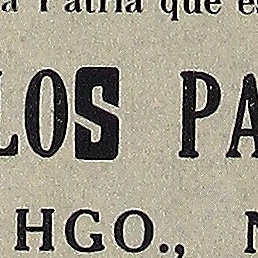 a Patria que es
LOS PA
HGO., N